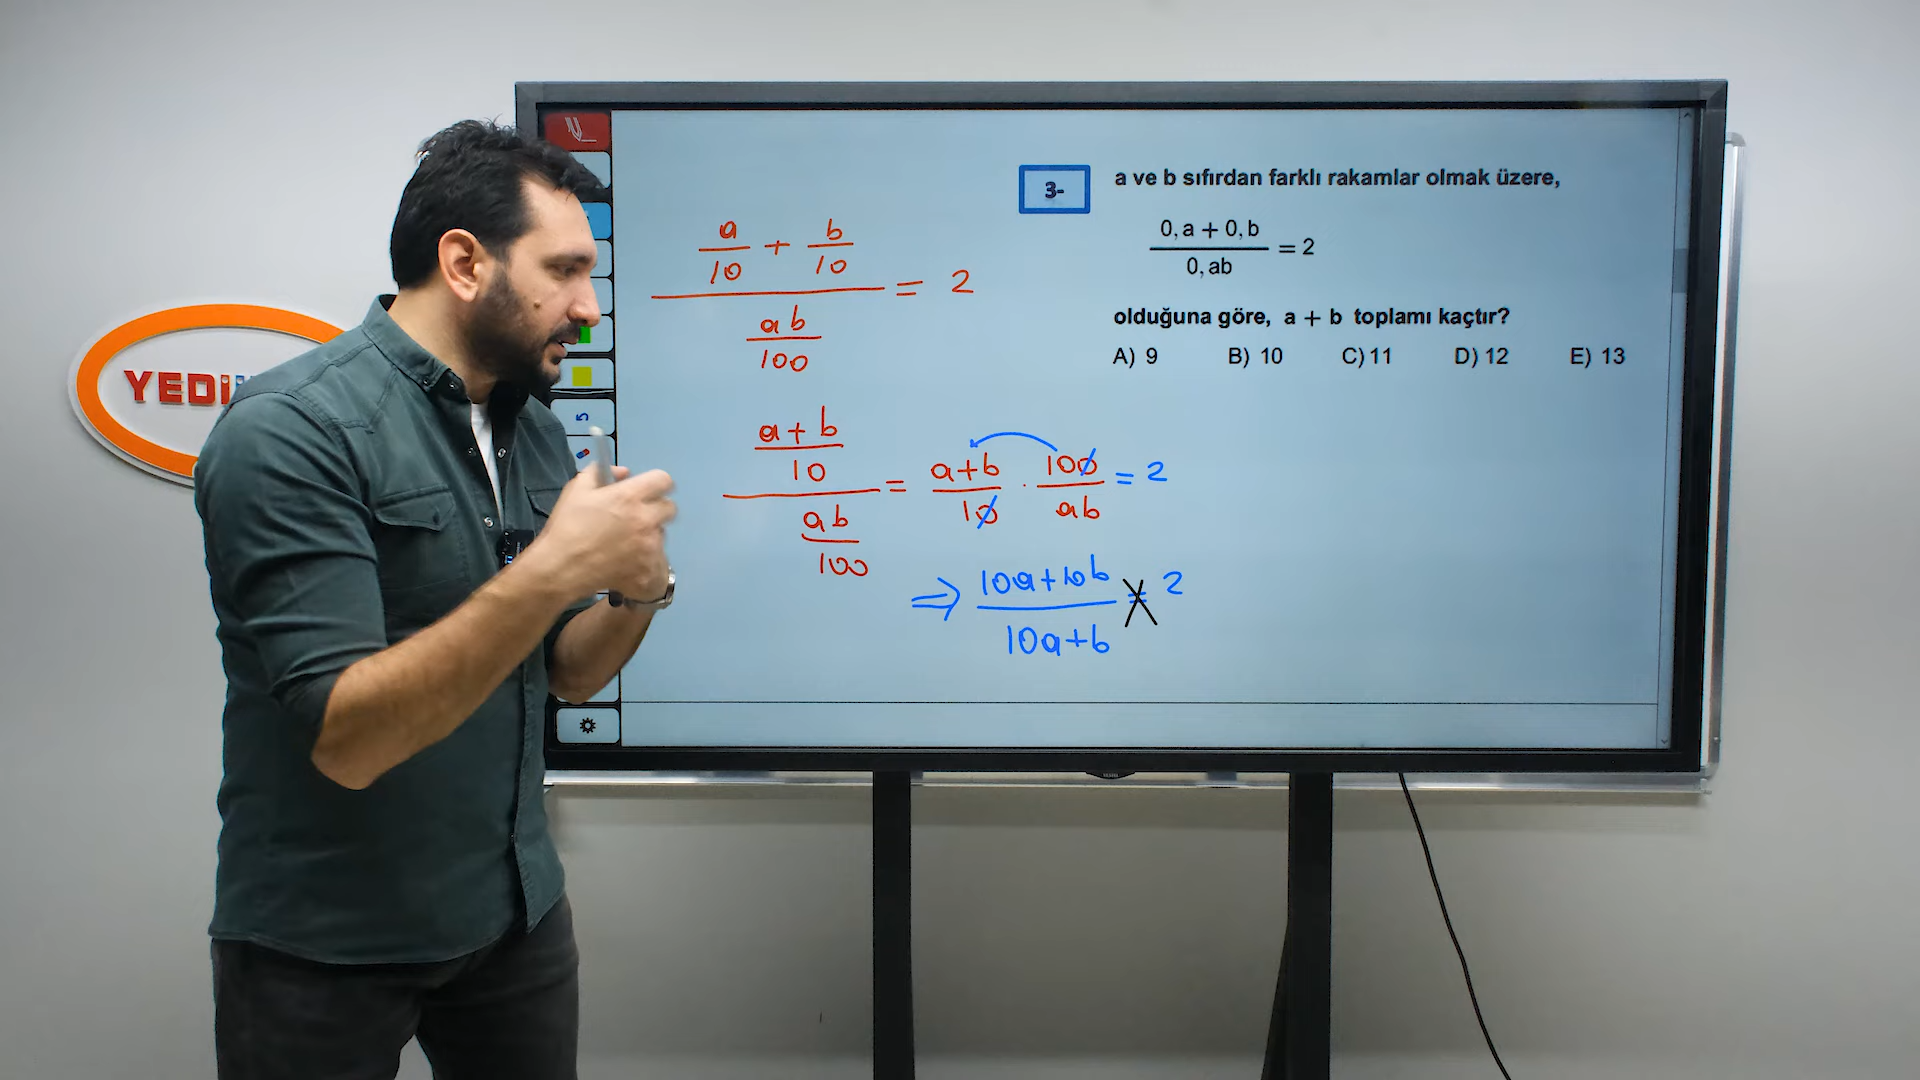 YEDİ
3-
a ve b sıfırdan farklı rakamlar olmak üzere,
0,a + 0,b
0,ab
= 2
olduğuna göre, a + b toplamı kaçtır?
A) 9 B) 10 C) 11 D) 12 E) 13
a/10 + b/10
ab/100
= 2
a+b/10
ab/100
= a+b/10 . 100/ab = 2
⇒ 10a+10b/10a+b = 2